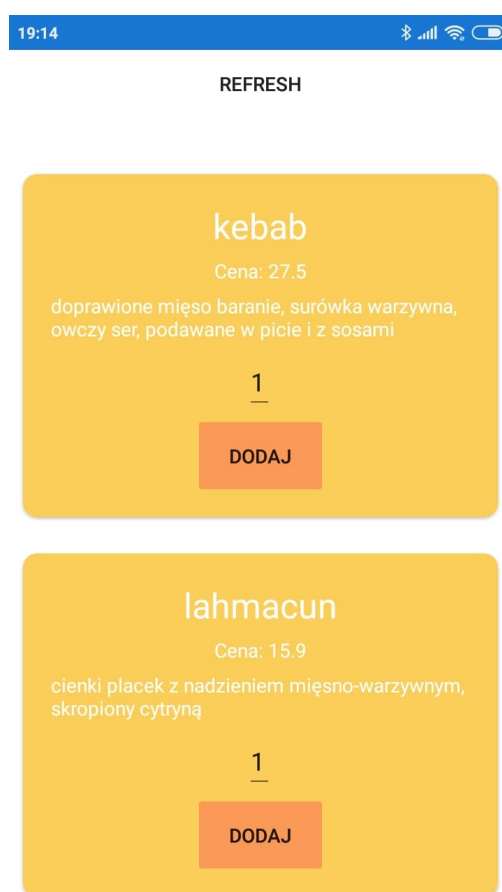 19:14
REFRESH
kebab
Cena: 27.5
doprawione mięso baranie, surówka warzywna,
owczy ser, podawane w picie i z sosami
1
DODAJ
lahmacun
Cena: 15.9
cienki placek z nadzieniem mięsno-warzywnym,
skropiony cytryną
1
DODAJ